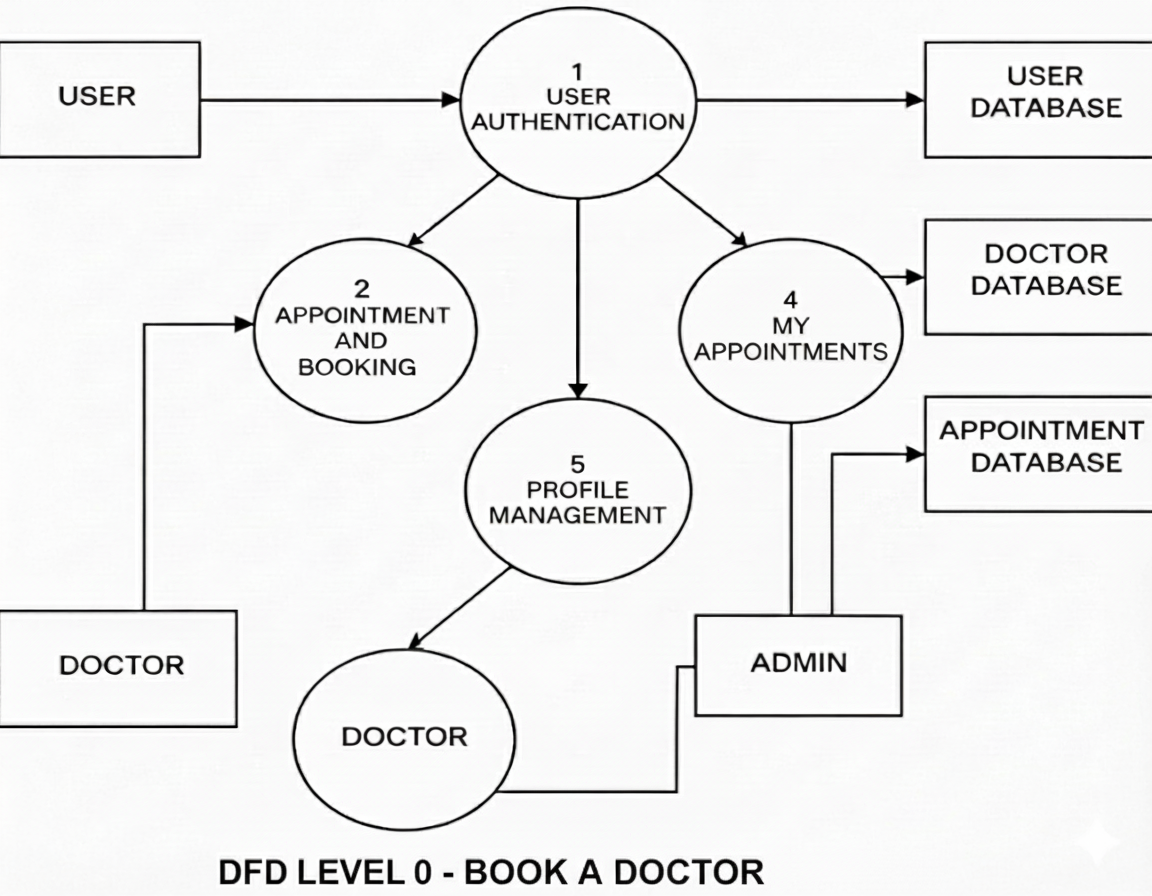 USER
1
USER
AUTHENTICATION
USER
DATABASE
2
APPOINTMENT
AND
BOOKING
4
MY
APPOINTMENTS
DOCTOR
DATABASE
APPOINTMENT
DATABASE
5
PROFILE
MANAGEMENT
DOCTOR
DOCTOR
ADMIN
DFD LEVEL 0 - BOOK A DOCTOR